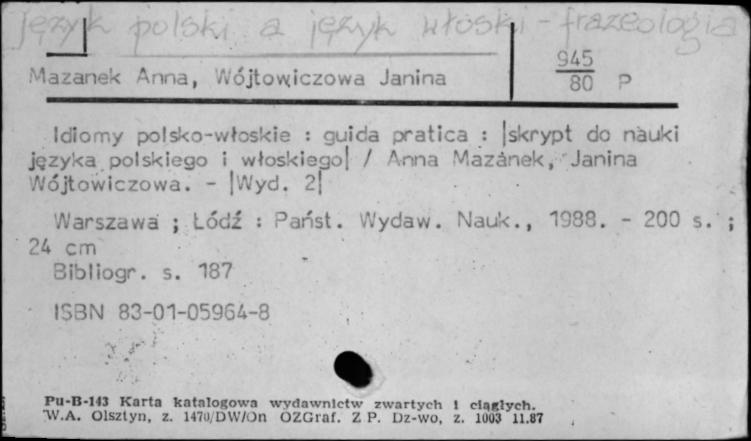 język polski a język włoski - frazeologia
Mazanek Anna, Wójtowiczowa Janina
945
80 P
Idiomy polsko-włoskie : guida pratica : |skrypt do nauki
języka polskiego i włoskiego| / Anna Mazanek, Janina
Wójtowiczowa. - |Wyd. 2|
Warszawa ; Łódź : Państ. Wydaw. Nauk., 1988. - 200 s. ;
24 cm
Bibliogr. s. 187
ISBN 83-01-05964-8
Pu-B-143 Karta katalogowa wydawnictw zwartych i ciągłych.
W.A. Olsztyn, z. 1470/DW/On OZGraf. Z P. Dz-wo, z. 1003 11.87